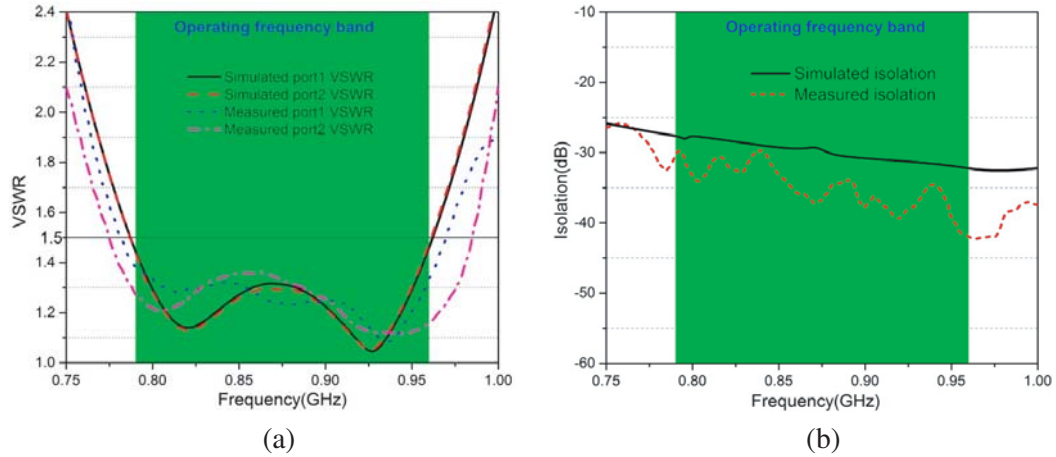 2.4
2.2
2.0
1.8
1.6
1.5
1.4
1.2
1.0
VSWR
Operating frequency band
Simulated port1 VSWR
Simulated port2 VSWR
Measured port1 VSWR
Measured port2 VSWR
0.75 0.80 0.85 0.90 0.95 1.00
Frequency(GHz)
(a)
-10
-20
-30
-40
-50
-60
Isolation(dB)
Operating frequency band
Simulated isolation
Measured isolation
0.75 0.80 0.85 0.90 0.95 1.00
Frequency(GHz)
(b)